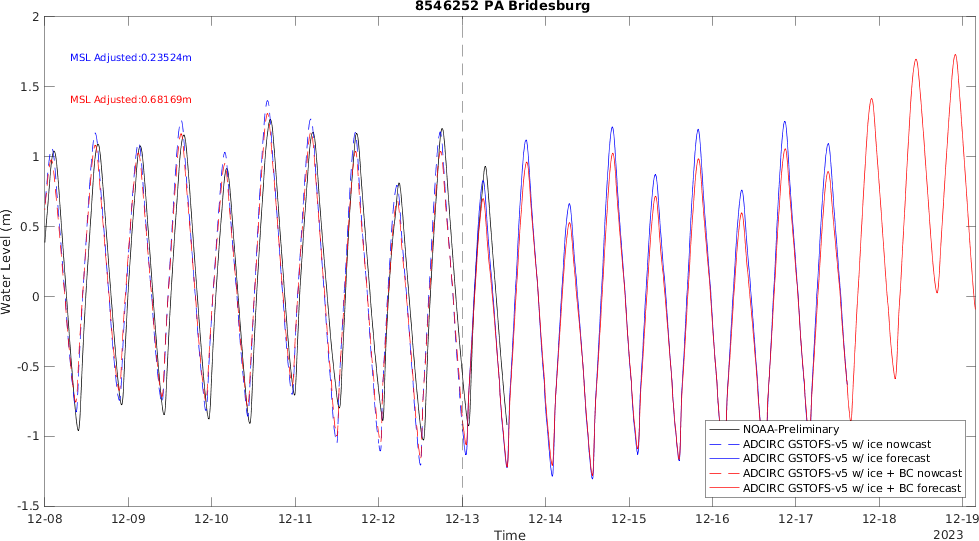 8546252 PA Bridesburg
2
1.5
1
0.5
0
-0.5
-1
-1.5
Water Level (m)
MSL Adjusted:0.23524m
MSL Adjusted:0.68169m
NOAA-Preliminary
ADCIRC GSTOFS-v5 w/ ice nowcast
ADCIRC GSTOFS-v5 w/ ice forecast
ADCIRC GSTOFS-v5 w/ ice + BC nowcast
ADCIRC GSTOFS-v5 w/ ice + BC forecast
12-08 12-09 12-10 12-11 12-12 12-13 12-14 12-15 12-16 12-17 12-18 12-19
Time
2023